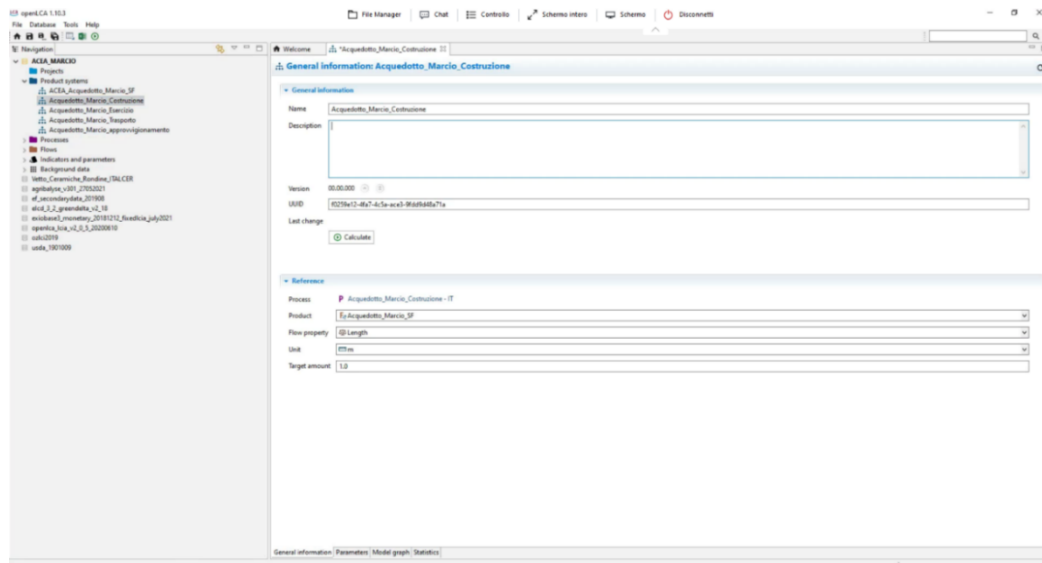 openLCA 1.10.3
File Manager Chat Controllo Schermo intero Schermo Disconnetti
File Database Tools Help
Navigation
Welcome *Acquedotto_Marcio_Costruzione
ACEA_MARCIO
Projects
Product systems
ACEA_Acquedotto_Marcio_SF
Acquedotto_Marcio_Costruzione
Acquedotto_Marcio_Esercizio
Acquedotto_Marcio_Trasporto
Acquedotto_Marcio_approvvigionamento
Processes
Flows
Indicators and parameters
Background data
Vetto_Ceramiche_Rondine_ITALCER
agribalyse_v301_27052021
ef_secondarydata_201908
elcd_3_2_greendelta_v2_18
exiobase3_monetary_20181212_fixedlcia_july2021
openlca_lcia_v2_0_5_20200610
usda_1901009
General information: Acquedotto_Marcio_Costruzione
General information
Name Acquedotto_Marcio_Costruzione
Description
Version 00.00.000
UUID
Last change
Calculate
Reference
Process P Acquedotto_Marcio_Costruzione - IT
Product Acquedotto_Marcio_SF
Flow property Length
Unit m
Target amount 1.0
General information Parameters Model graph Statistics